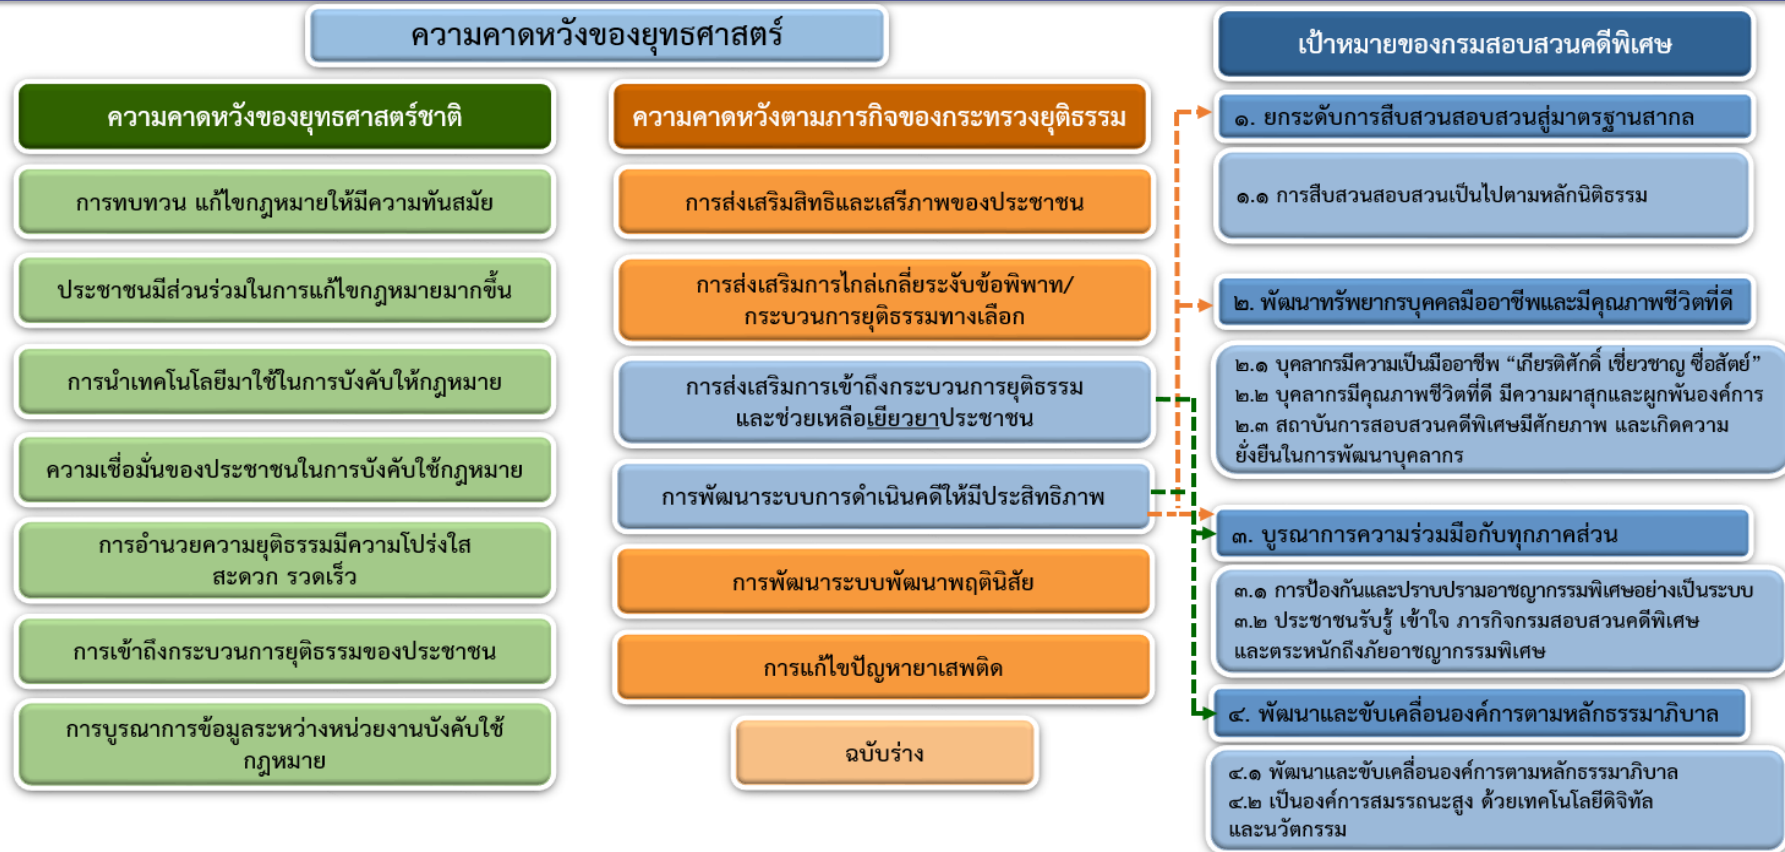 ความคาดหวังของยุทธศาสตร์
ความคาดหวังของยุทธศาสตร์ชาติ
การทบทวน แก้ไขกฎหมายให้มีความทันสมัย
ประชาชนมีส่วนร่วมในการแก้ไขกฎหมายมากขึ้น
การนำเทคโนโลยีมาใช้ในการบังคับให้กฎหมาย
ความเชื่อมั่นของประชาชนในการบังคับใช้กฎหมาย
การอำนวยความยุติธรรมมีความโปร่งใส
สะดวก รวดเร็ว
การเข้าถึงกระบวนการยุติธรรมของประชาชน
การบูรณาการข้อมูลระหว่างหน่วยงานบังคับใช้
กฎหมาย
ความคาดหวังตามภารกิจของกระทรวงยุติธรรม
การส่งเสริมสิทธิและเสรีภาพของประชาชน
การส่งเสริมการไกล่เกลี่ยระงับข้อพิพาท/
กระบวนการยุติธรรมทางเลือก
การส่งเสริมการเข้าถึงกระบวนการยุติธรรม
และช่วยเหลือเยียวยาประชาชน
การพัฒนาระบบการดำเนินคดีให้มีประสิทธิภาพ
การพัฒนาระบบพัฒนาพฤตินิสัย
การแก้ไขปัญหายาเสพติด
ฉบับร่าง
เป้าหมายของกรมสอบสวนคดีพิเศษ
๑. ยกระดับการสืบสวนสอบสวนสู่มาตรฐานสากล
๑.๑ การสืบสวนสอบสวนเป็นไปตามหลักนิติธรรม
๒. พัฒนาทรัพยากรบุคคลมืออาชีพและมีคุณภาพชีวิตที่ดี
๒.๑ บุคลากรมีความเป็นมืออาชีพ “เกียรติศักดิ์ เชี่ยวชาญ ซื่อสัตย์”
๒.๒ บุคลากรมีคุณภาพชีวิตที่ดี มีความผาสุกและผูกพันองค์การ
๒.๓ สถาบันการสอบสวนคดีพิเศษมีศักยภาพ และเกิดความ
ยั่งยืนในการพัฒนาบุคลากร
๓. บูรณาการความร่วมมือกับทุกภาคส่วน
๓.๑ การป้องกันและปราบปรามอาชญากรรมพิเศษอย่างเป็นระบบ
๓.๒ ประชาชนรับรู้ เข้าใจ ภารกิจกรมสอบสวนคดีพิเศษ
และตระหนักถึงภัยอาชญากรรมพิเศษ
๔. พัฒนาและขับเคลื่อนองค์การตามหลักธรรมาภิบาล
๔.๑ พัฒนาและขับเคลื่อนองค์การตามหลักธรรมาภิบาล
๔.๒ เป็นองค์การสมรรถนะสูง ด้วยเทคโนโลยีดิจิทัล
และนวัตกรรม